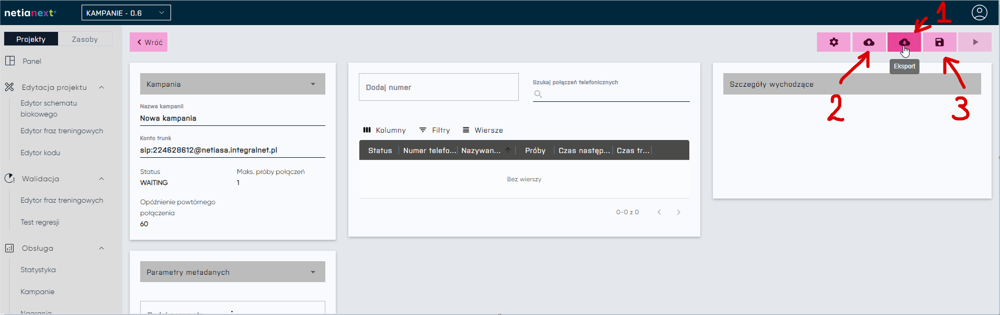 netianext
KAMPANIE - 0.6
1
Projekty
Zasoby
Wróć
Eksport
Panel
Edytacja projektu
Edytor schematu
blokowego
Edytor fraz treningowych
Edytor kodu
Walidacja
Edytor fraz treningowych
Test regresji
Obsługa
Statystyka
Kampanie
Nagrania
Kampania
Nazwa kampanii
Nowa kampania
Konto trunk
sip:224628612@netiasa.integralnet.pl
Status
WAITING
Maks. próby połączeń
1
Opóźnienie powtórnego
połączenia
60
Parametry metadanych
Dodaj numer
Szukaj połączeń telefonicznych
Kolumny
Filtry
Wiersze
Status
Numer telefo...
Nazywan...
Próby
Czas następ...
Czas tr...
Bez wierszy
0-0 z 0
Szczegóły wychodzące
2
3